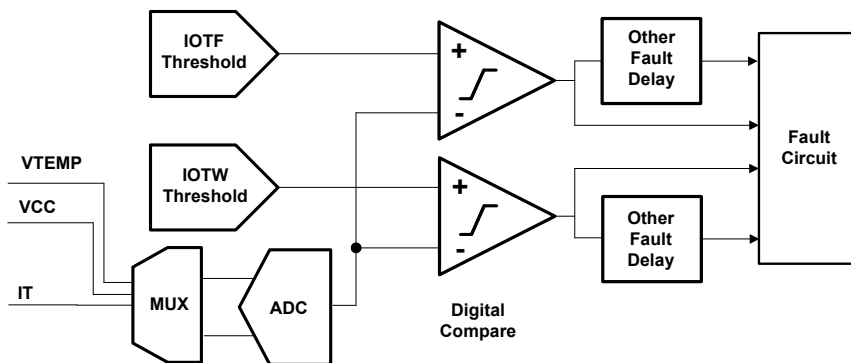 IOTF
Threshold
+
-
Other
Fault
Delay
Fault
Circuit
IOTW
Threshold
+
-
Other
Fault
Delay
VTEMP
VCC
IT
MUX
ADC
Digital
Compare